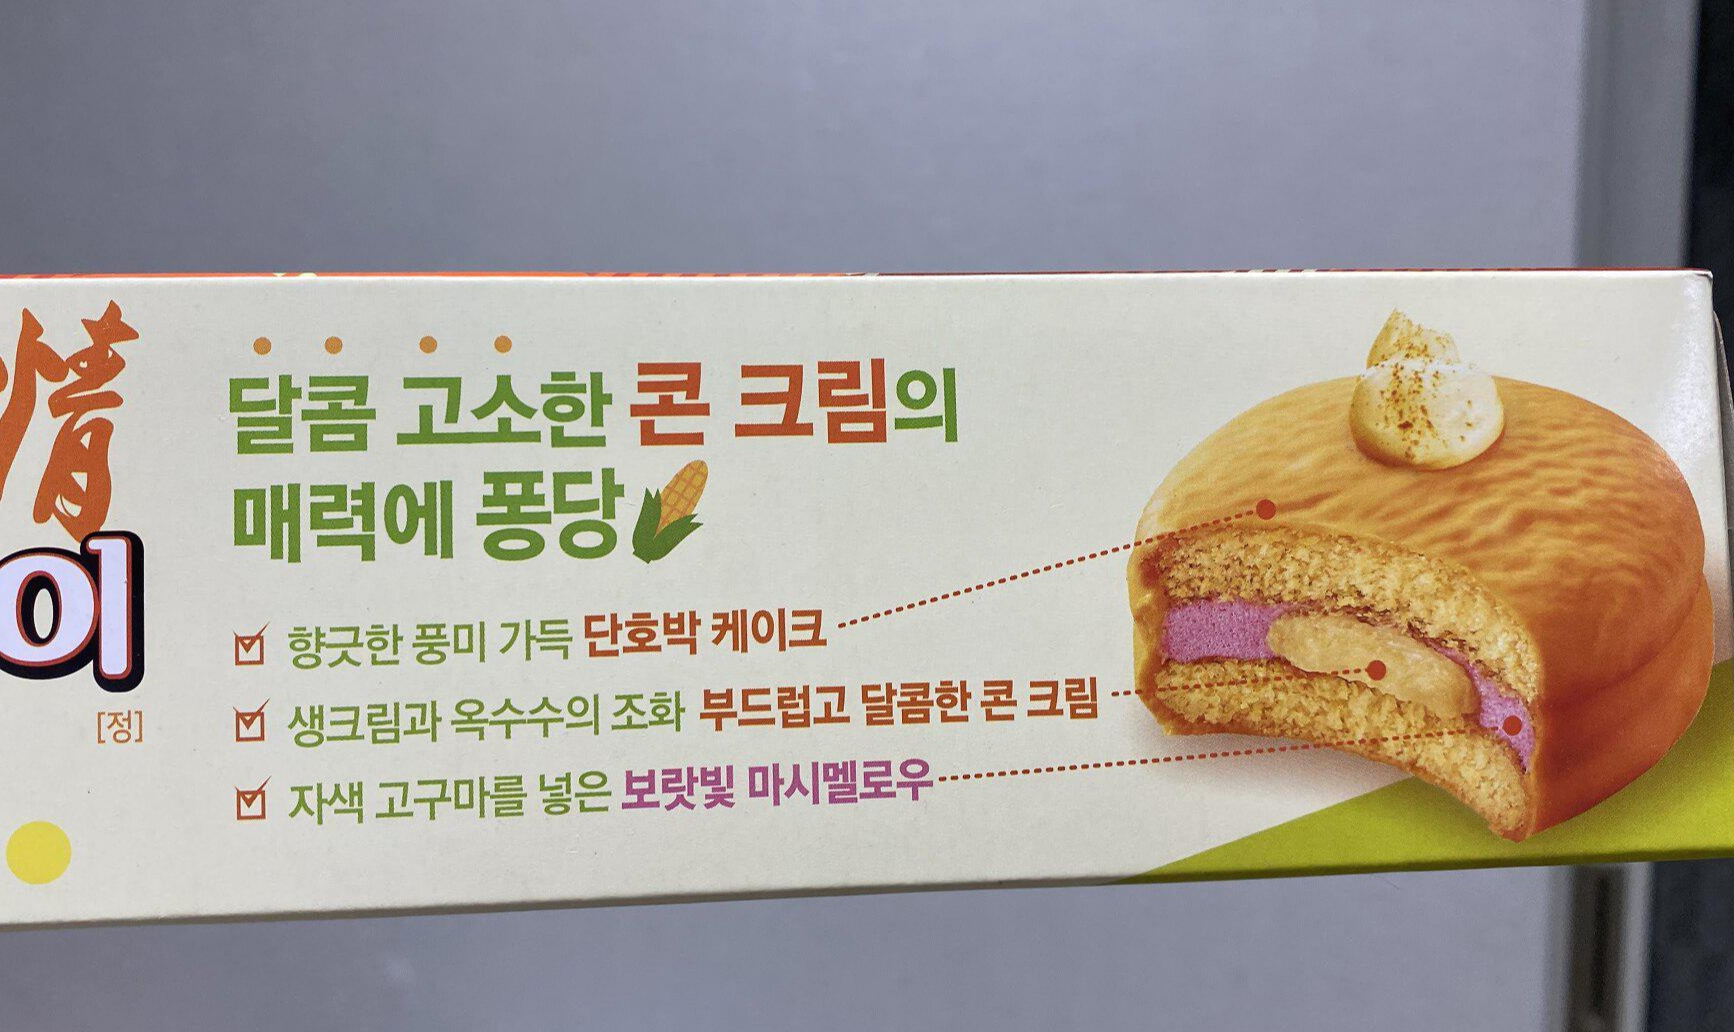 情
이
[정]
달콤 고소한 콘 크림의
매력에 퐁당
향긋한 풍미 가득 단호박 케이크
생크림과 옥수수의 조화 부드럽고 달콤한 콘 크림
자색 고구마를 넣은 보랏빛 마시멜로우